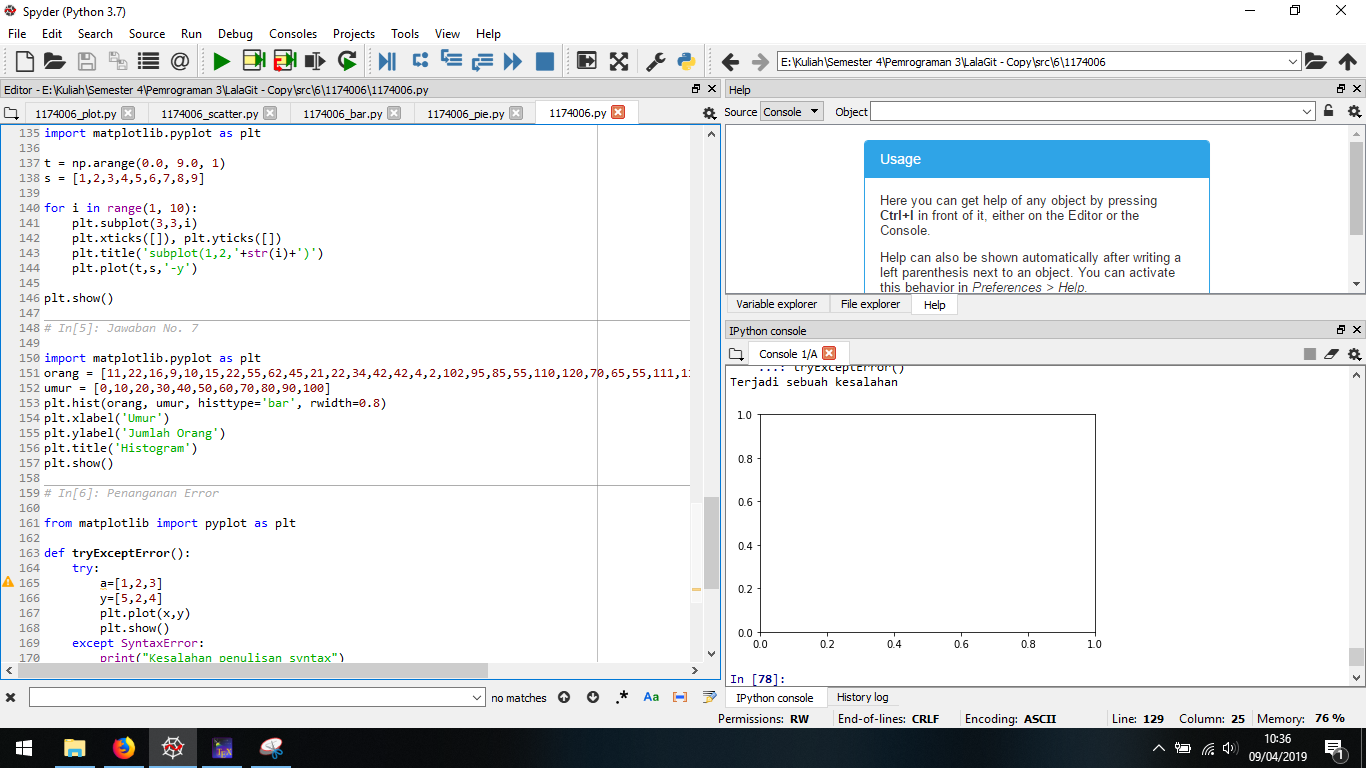 Spyder (Python 3.7)
File Edit Search Source Run Debug Consoles Projects Tools View Help
E:\Kuliah\Semester 4\Pemrograman 3\LalaGit - Copy\src\6\1174006
Editor - E:\Kuliah\Semester 4\Pemrograman 3\LalaGit - Copy\src\6\1174006\1174006.py
1174006_plot.py 1174006_scatter.py 1174006_bar.py 1174006_pie.py 1174006.py
135 import matplotlib.pyplot as plt
136
137 t = np.arange(0.0, 9.0, 1)
138 s = [1,2,3,4,5,6,7,8,9]
139
140 for i in range(1, 10):
141     plt.subplot(3,3,i)
142     plt.xticks([]), plt.yticks([])
143     plt.title('subplot(1,2,'+str(i)+')')
144     plt.plot(t,s,'-y')
145
146 plt.show()
147
148 # In[5]: Jawaban No. 7
149
150 import matplotlib.pyplot as plt
151 orang = [11,22,16,9,10,15,22,55,62,45,21,22,34,42,42,4,2,102,95,85,55,110,120,70,65,55,111,1
152 umur = [0,10,20,30,40,50,60,70,80,90,100]
153 plt.hist(orang, umur, histtype='bar', rwidth=0.8)
154 plt.xlabel('Umur')
155 plt.ylabel('Jumlah Orang')
156 plt.title('Histogram')
157 plt.show()
158
159 # In[6]: Penanganan Error
160
161 from matplotlib import pyplot as plt
162
163 def tryExceptError():
164     try:
165         a=[1,2,3]
166         y=[5,2,4]
167         plt.plot(x,y)
168         plt.show()
169     except SyntaxError:
170         print("Kesalahan penulisan syntax")
no matches .* Aa
Help
Source Console Object
Usage
Here you can get help of any object by pressing
Ctrl+I in front of it, either on the Editor or the
Console.
Help can also be shown automatically after writing a
left parenthesis next to an object. You can activate
this behavior in Preferences > Help.
Variable explorer File explorer Help
IPython console
Console 1/A
...: tryExceptError()
Terjadi sebuah kesalahan
1.0
0.8
0.6
0.4
0.2
0.0
0.0 0.2 0.4 0.6 0.8 1.0
In [78]:
IPython console History log
Permissions: RW End-of-lines: CRLF Encoding: ASCII Line: 129 Column: 25 Memory: 76 %
10:36
09/04/2019
1